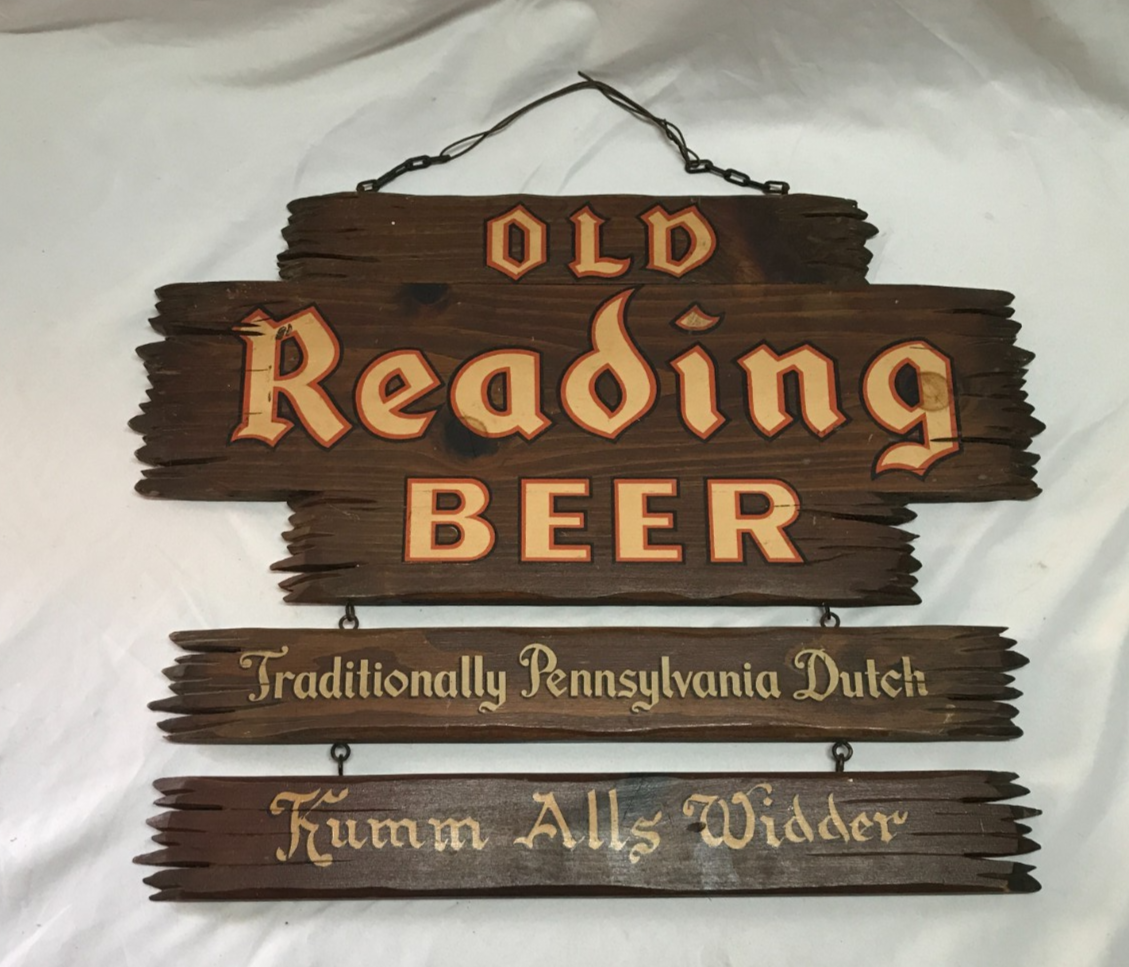 OLD
Reading
BEER
Traditionally Pennsylvania Dutch
Kumm Alls Widder